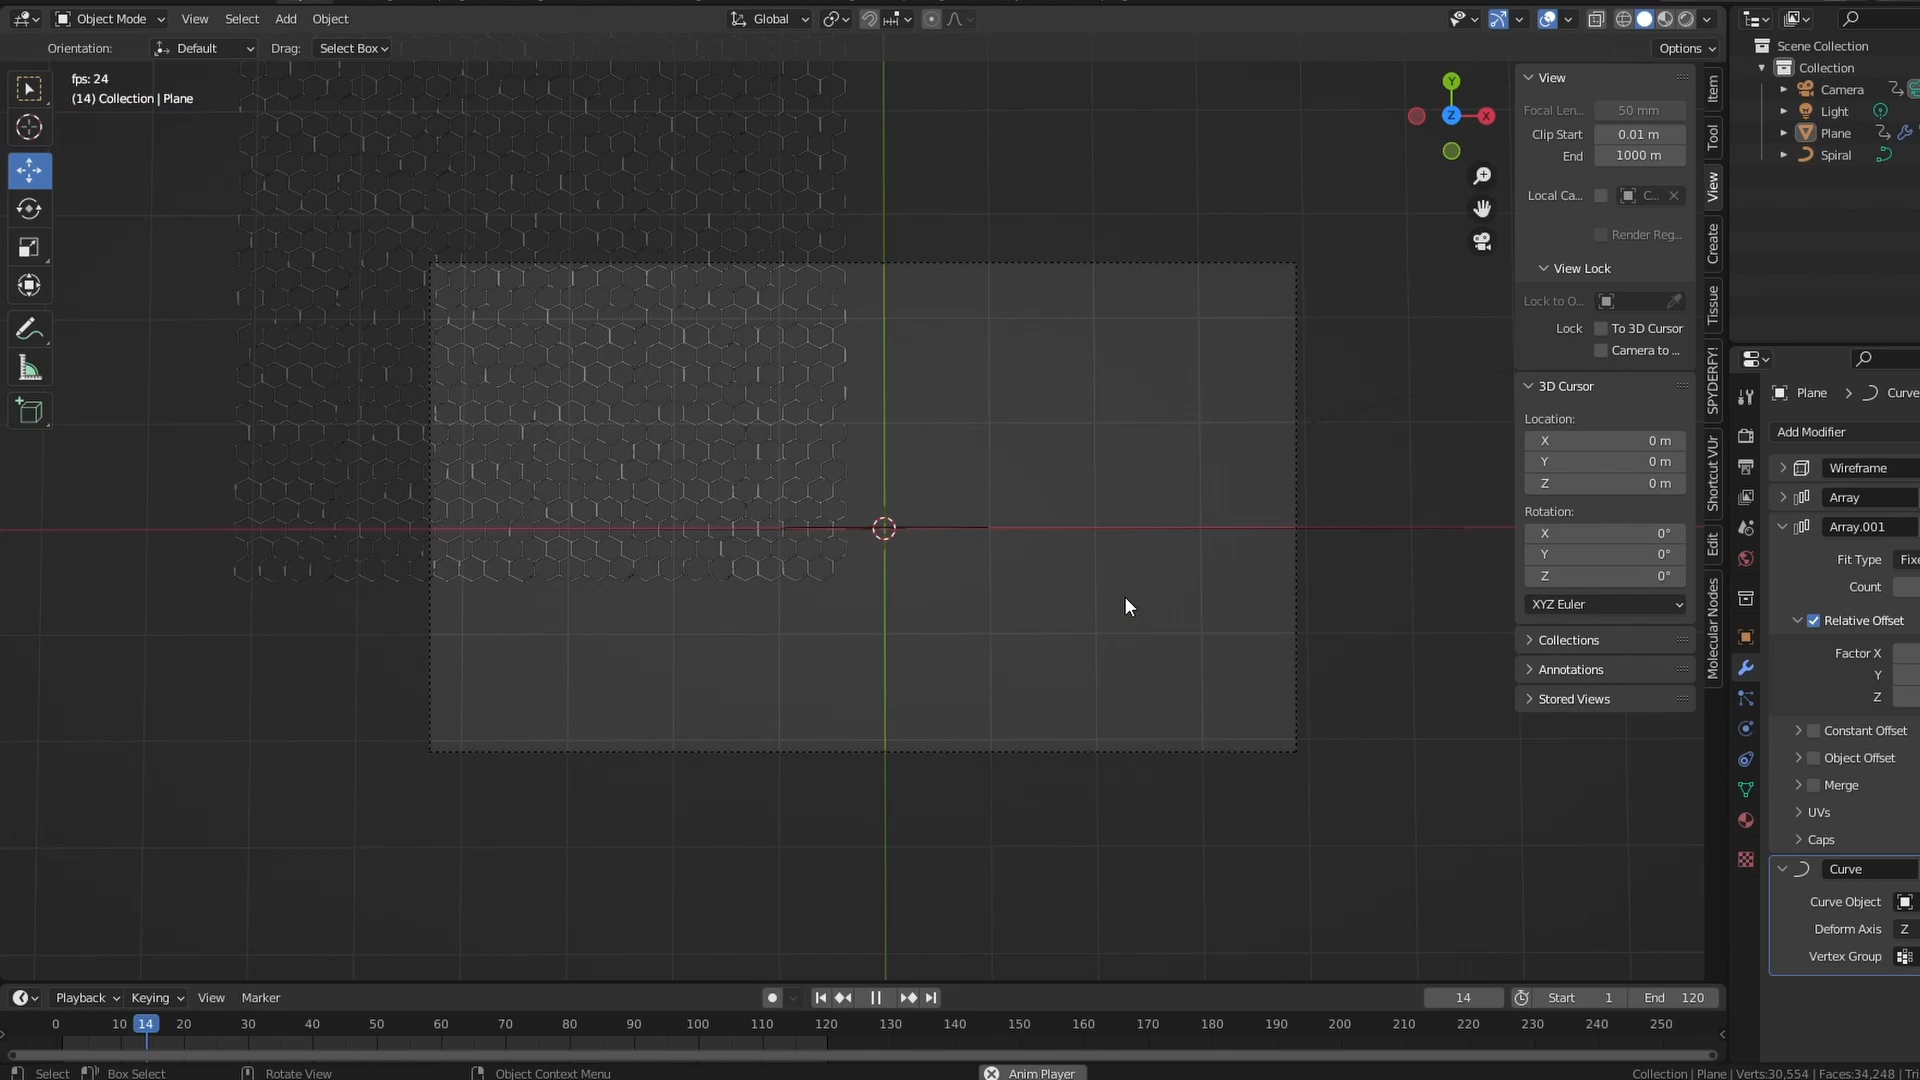 Object Mode View Select Add Object Global
Orientation: Default Drag: Select Box Options
fps: 24
(14) Collection | Plane
Y
X
Z
View
Focal Len... 50 mm
Clip Start 0.01 m
End 1000 m
Local Ca... C...
Render Reg...
View Lock
Lock to O...
Lock To 3D Cursor
Camera to ...
3D Cursor
Location:
X 0 m
Y 0 m
Z 0 m
Rotation:
X 0°
Y 0°
Z 0°
XYZ Euler
Collections
Annotations
Stored Views
Item
Tool
View
Create
Tissue
SPYDERFY!
Shortcut VUr
Edit
Molecular Nodes
Scene Collection
Collection
Camera
Light
Plane
Spiral
Plane Curve
Add Modifier
Wireframe
Array
Array.001
Fit Type Fixe
Count
Relative Offset
Factor X
Y
Z
Constant Offset
Object Offset
Merge
UVs
Caps
Curve
Curve Object
Deform Axis Z
Vertex Group
Playback Keying View Marker 14 Start 1 End 120
0 10 14 20 30 40 50 60 70 80 90 100 110 120 130 140 150 160 170 180 190 200 210 220 230 240 250
Select Box Select Rotate View Object Context Menu Anim Player Collection | Plane | Verts:30,554 | Faces:34,248 | Tri